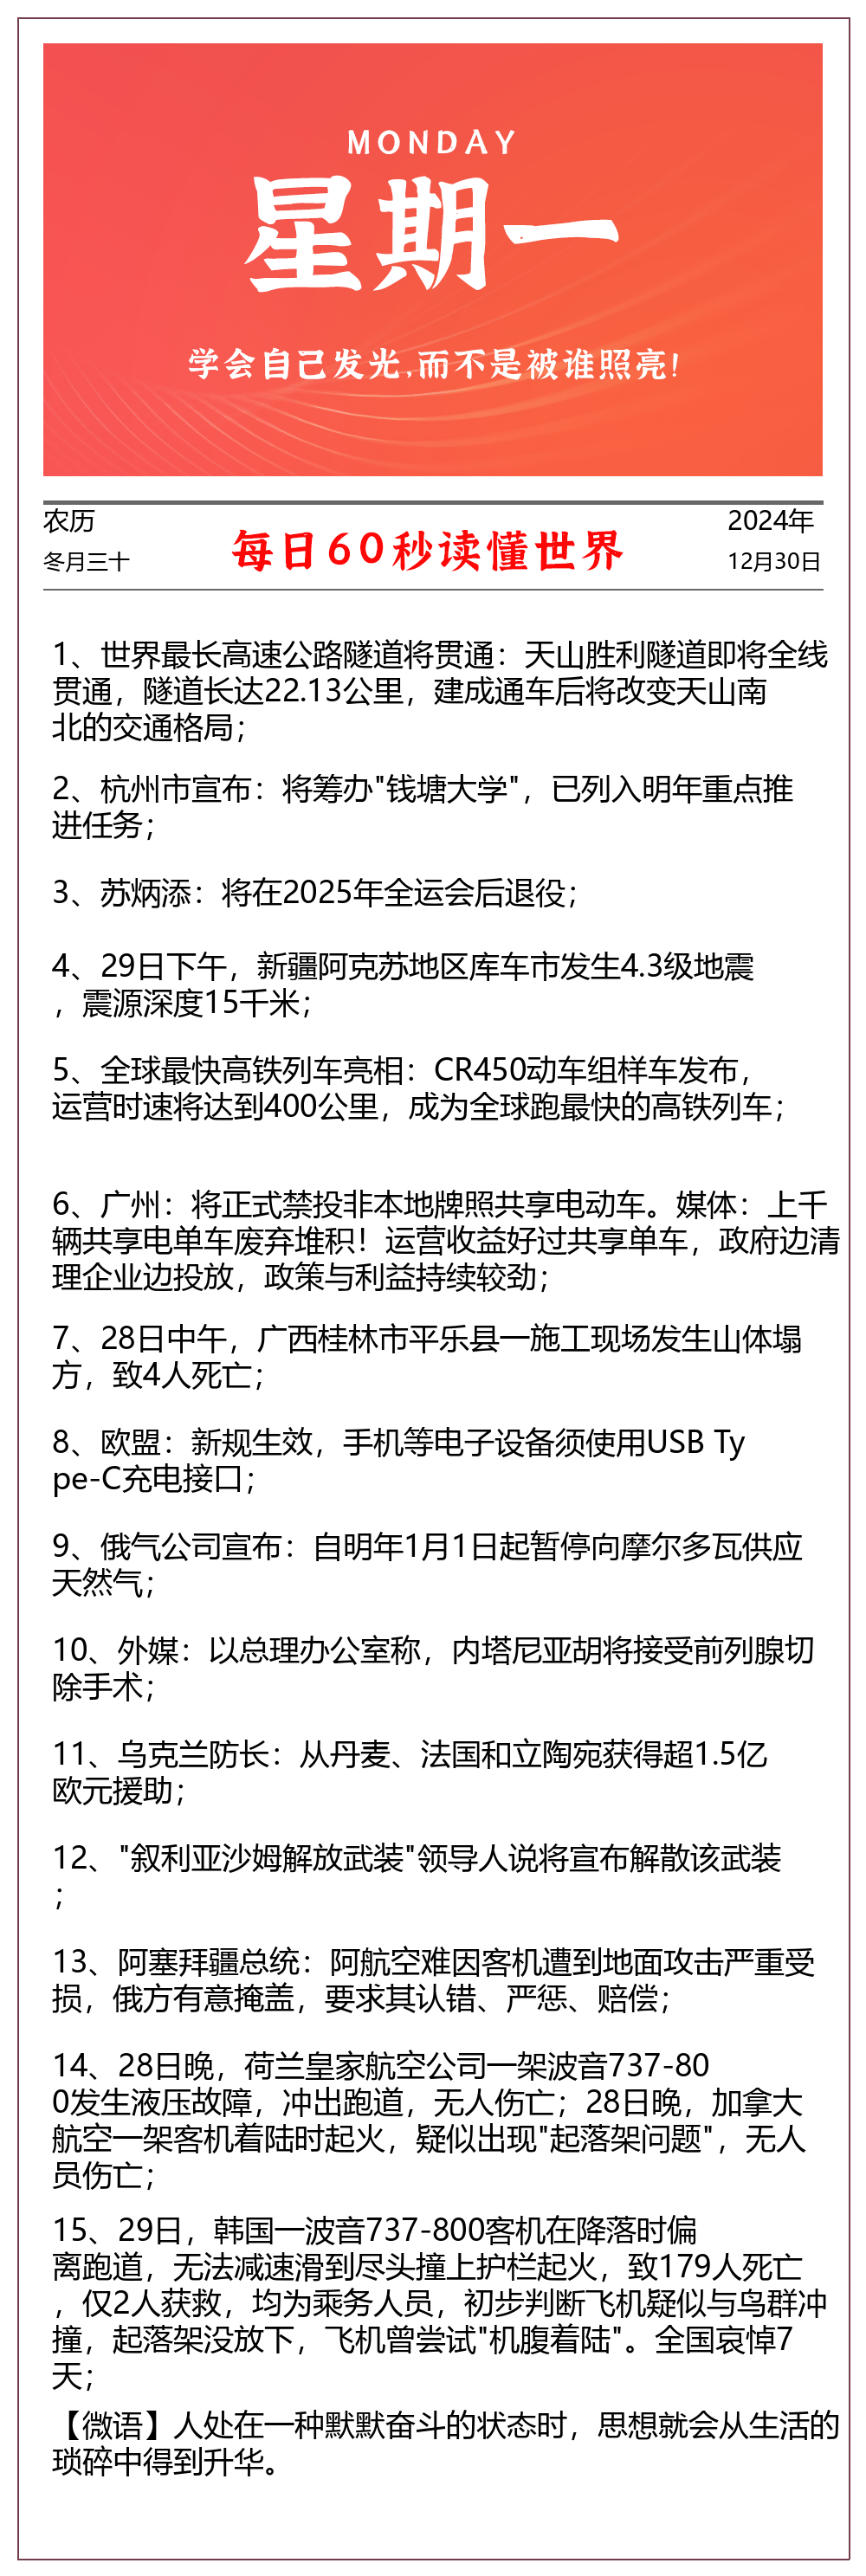 MONDAY
星期一
学会自己发光,而不是被谁照亮!
农历
冬月三十
每日60秒读懂世界
2024年
12月30日
1、世界最长高速公路隧道将贯通：天山胜利隧道即将全线
贯通，隧道长达22.13公里，建成通车后将改变天山南
北的交通格局；
2、杭州市宣布：将筹办"钱塘大学"，已列入明年重点推
进任务；
3、苏炳添：将在2025年全运会后退役；
4、29日下午，新疆阿克苏地区库车市发生4.3级地震
，震源深度15千米；
5、全球最快高铁列车亮相：CR450动车组样车发布，
运营时速将达到400公里，成为全球跑最快的高铁列车；
6、广州：将正式禁投非本地牌照共享电动车。媒体：上千
辆共享电单车废弃堆积！运营收益好过共享单车，政府边清
理企业边投放，政策与利益持续较劲；
7、28日中午，广西桂林市平乐县一施工现场发生山体塌
方，致4人死亡；
8、欧盟：新规生效，手机等电子设备须使用USB Ty
pe-C充电接口；
9、俄气公司宣布：自明年1月1日起暂停向摩尔多瓦供应
天然气；
10、外媒：以总理办公室称，内塔尼亚胡将接受前列腺切
除手术；
11、乌克兰防长：从丹麦、法国和立陶宛获得超1.5亿
欧元援助；
12、"叙利亚沙姆解放武装"领导人说将宣布解散该武装
；
13、阿塞拜疆总统：阿航空难因客机遭到地面攻击严重受
损，俄方有意掩盖，要求其认错、严惩、赔偿；
14、28日晚，荷兰皇家航空公司一架波音737-80
0发生液压故障，冲出跑道，无人伤亡；28日晚，加拿大
航空一架客机着陆时起火，疑似出现"起落架问题"，无人
员伤亡；
15、29日，韩国一波音737-800客机在降落时偏
离跑道，无法减速滑到尽头撞上护栏起火，致179人死亡
，仅2人获救，均为乘务人员，初步判断飞机疑似与鸟群冲
撞，起落架没放下，飞机曾尝试"机腹着陆"。全国哀悼7
天；
【微语】人处在一种默默奋斗的状态时，思想就会从生活的
琐碎中得到升华。